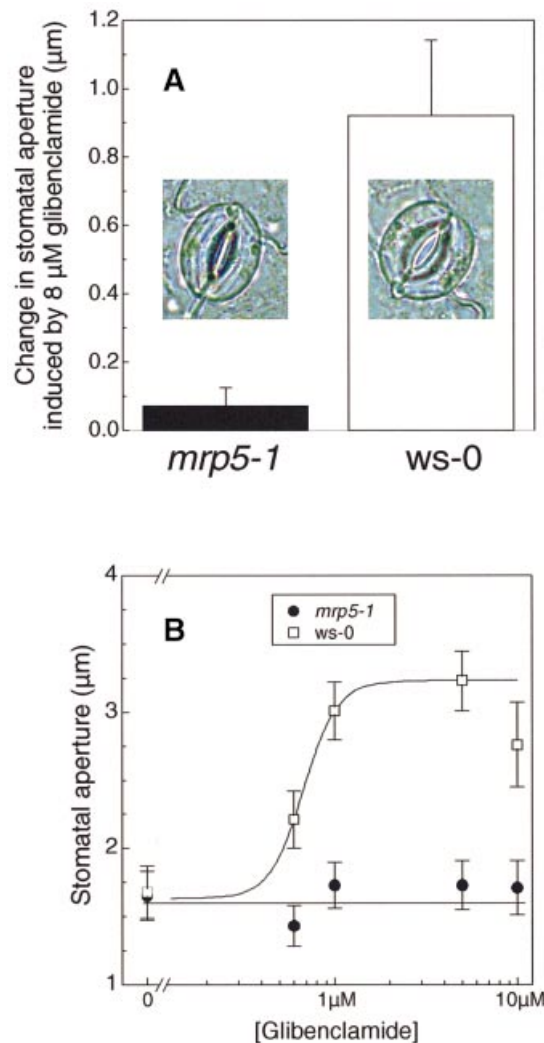 Change in stomatal aperture
induced by 8 µM glibenclamide (µm)
1.2
1.0
0.8
0.6
0.4
0.2
0.0
A
mrp5-1
ws-0
Stomatal aperture (µm)
4
3
2
1
B
mrp5-1
ws-0
0
1µM
10µM
[Glibenclamide]